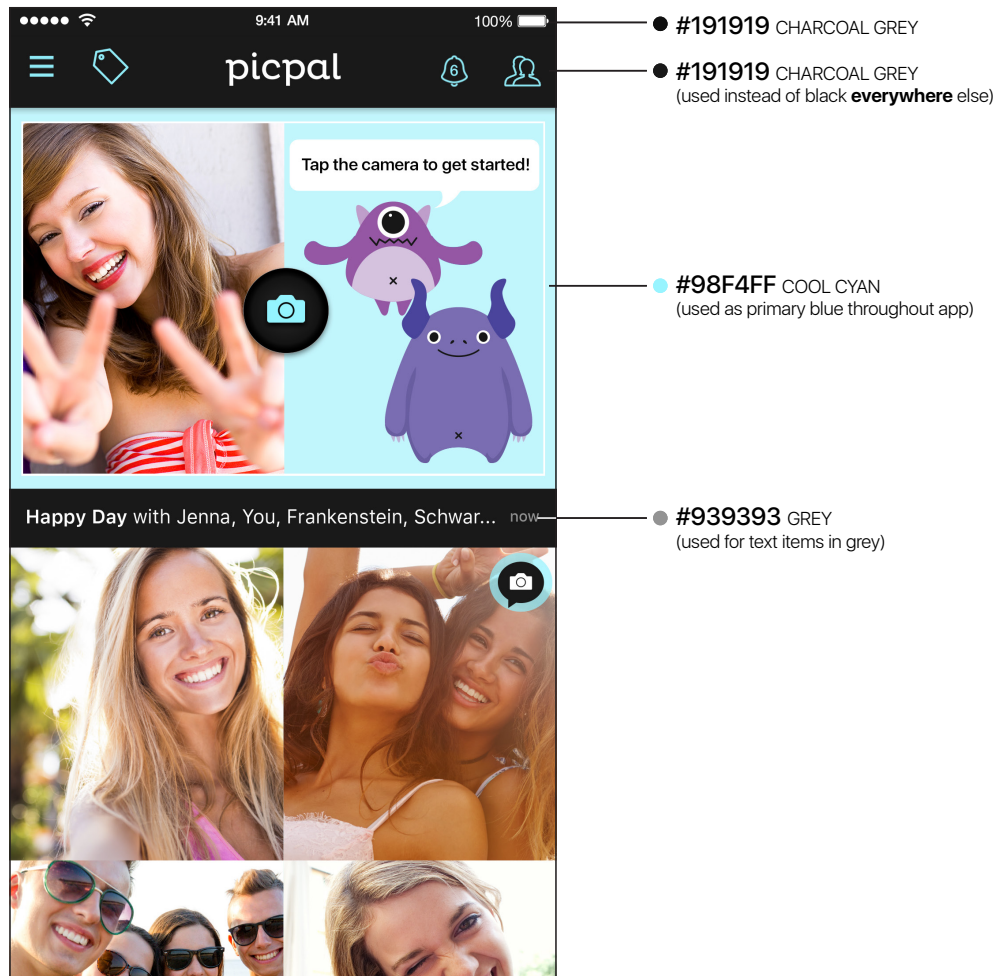 9:41 AM
100%
#191919 CHARCOAL GREY
picpal
6
#191919 CHARCOAL GREY
(used instead of black everywhere else)
Tap the camera to get started!
#98F4FF COOL CYAN
(used as primary blue throughout app)
Happy Day with Jenna, You, Frankenstein, Schwar... now
#939393 GREY
(used for text items in grey)